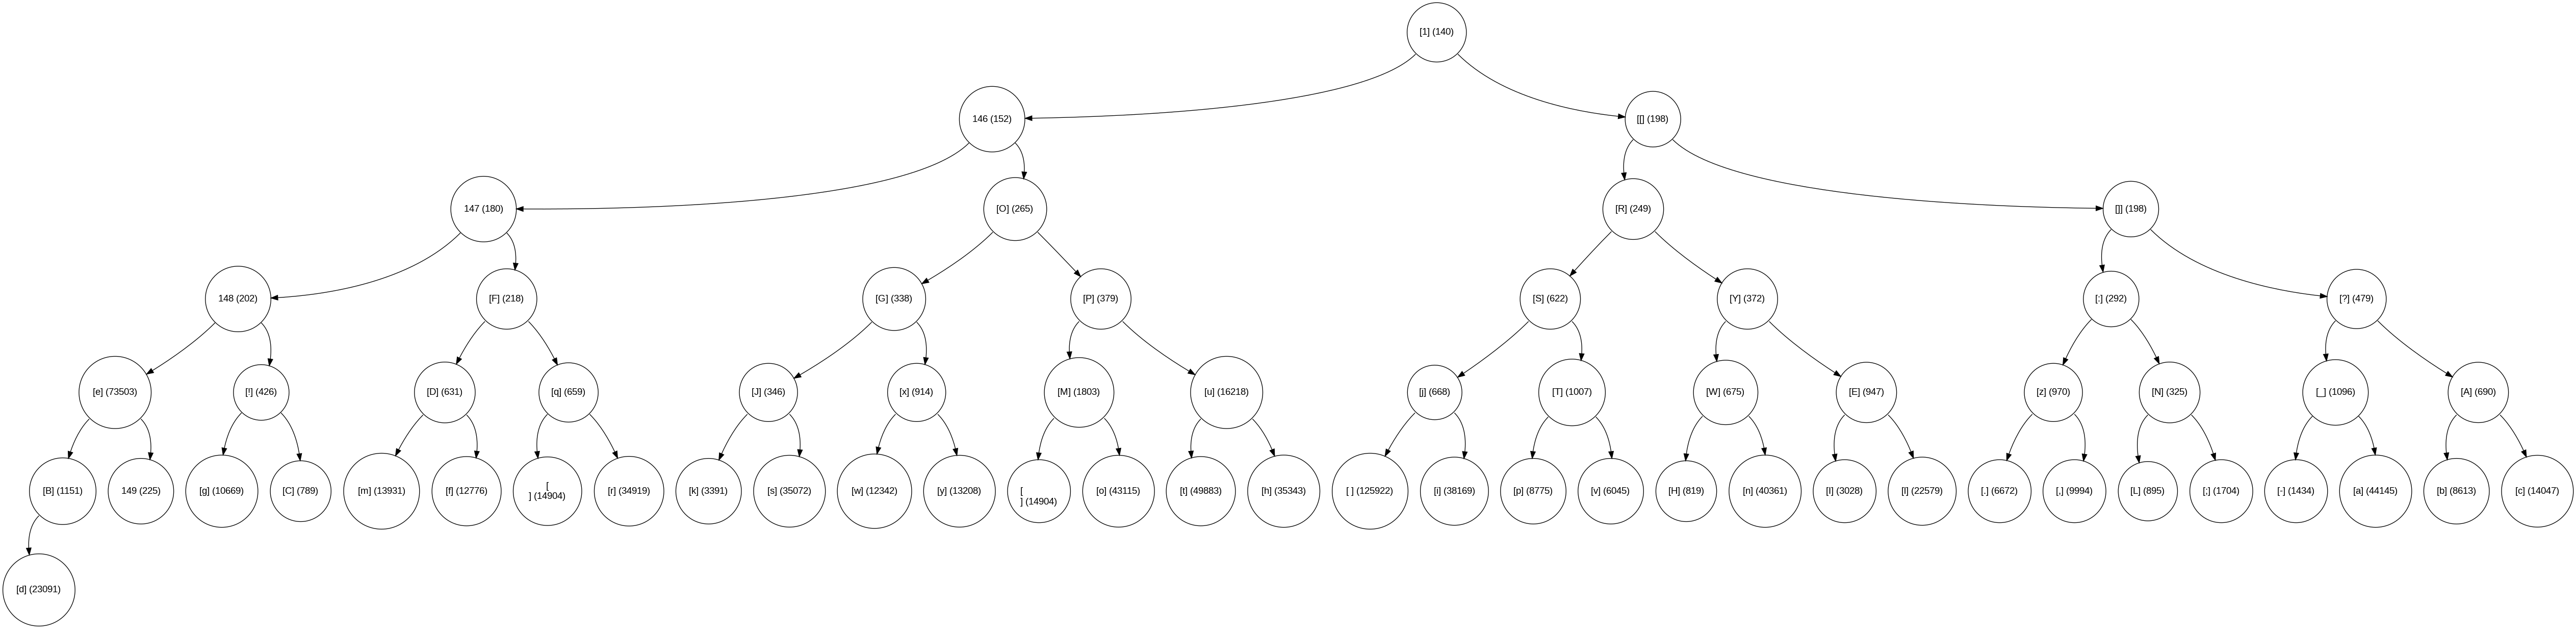 [1] (140)
146 (152)
[[] (198)
147 (180)
[O] (265)
[R] (249)
[]] (198)
148 (202)
[F] (218)
[G] (338)
[P] (379)
[S] (622)
[Y] (372)
[:] (292)
[?] (479)
[e] (73503)
[!] (426)
[D] (631)
[q] (659)
[J] (346)
[x] (914)
[M] (1803)
[u] (16218)
[j] (668)
[T] (1007)
[W] (675)
[E] (947)
[z] (970)
[N] (325)
[_] (1096)
[A] (690)
[B] (1151)
149 (225)
[g] (10669)
[C] (789)
[m] (13931)
[f] (12776)
[
] (14904)
[r] (34919)
[k] (3391)
[s] (35072)
[w] (12342)
[y] (13208)
[
] (14904)
[o] (43115)
[t] (49883)
[h] (35343)
[ ] (125922)
[i] (38169)
[p] (8775)
[v] (6045)
[H] (819)
[n] (40361)
[I] (3028)
[l] (22579)
[.] (6672)
[,] (9994)
[L] (895)
[;] (1704)
[-] (1434)
[a] (44145)
[b] (8613)
[c] (14047)
[d] (23091)